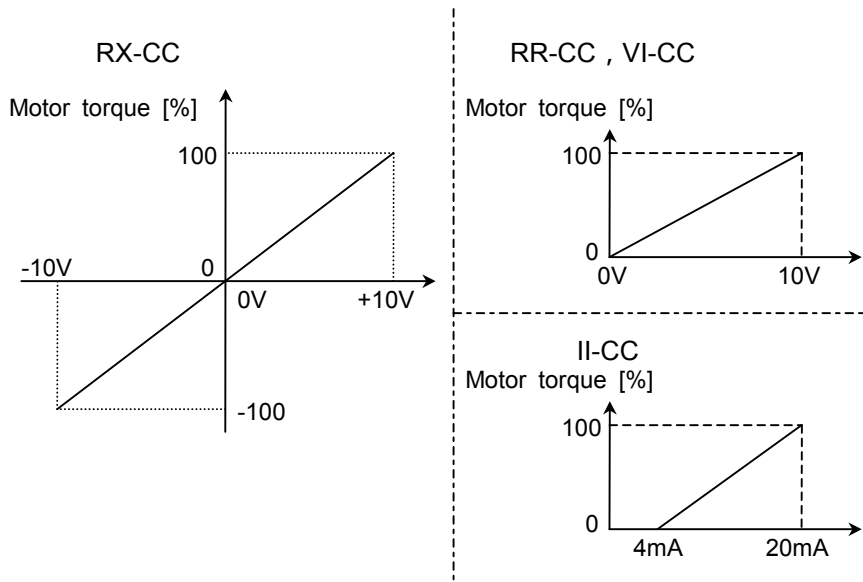 RX-CC
Motor torque [%]
100
-10V
0
0V
+10V
-100
RR-CC , VI-CC
Motor torque [%]
100
0
0V
10V
II-CC
Motor torque [%]
100
0
4mA
20mA